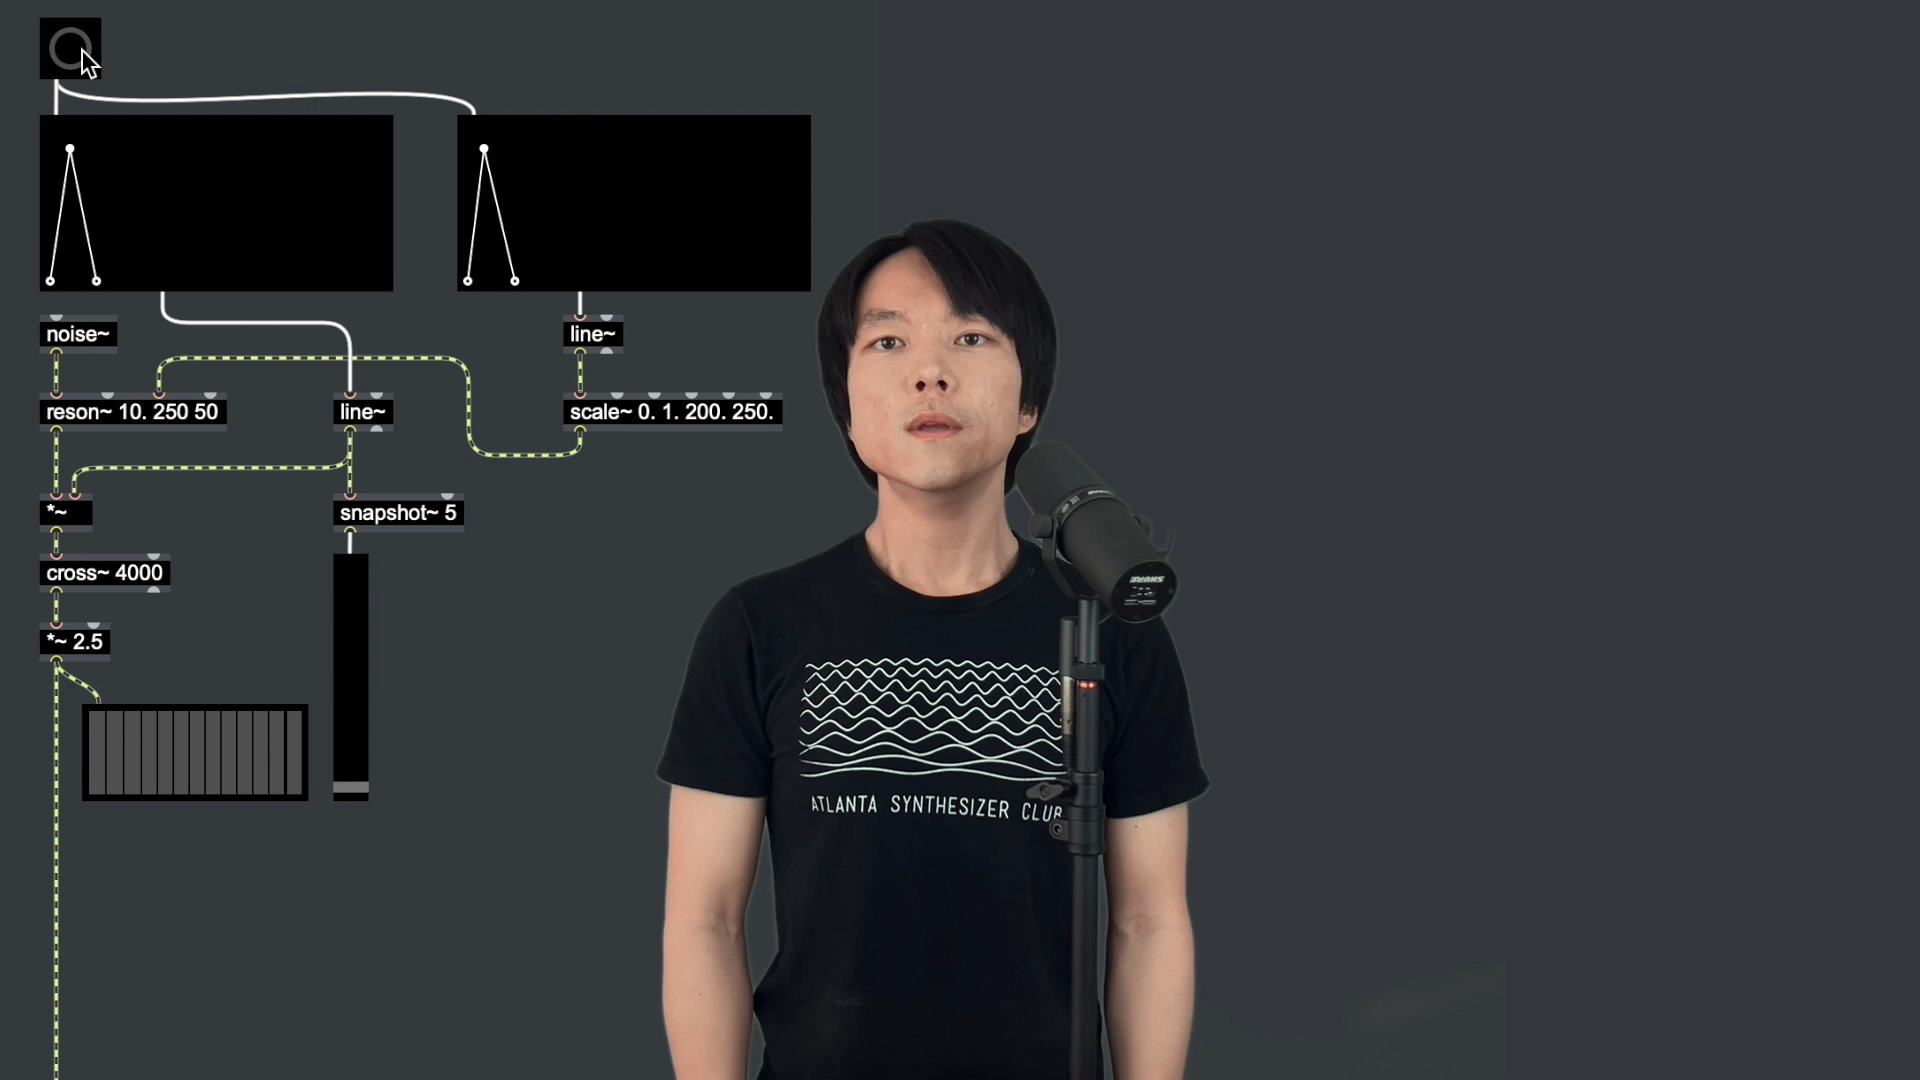 noise~
line~
reson~ 10. 250 50
line~
scale~ 0. 1. 200. 250.
*~
snapshot~ 5
cross~ 4000
*~ 2.5
SHURE
ATLANTA SYNTHESIZER CLUB